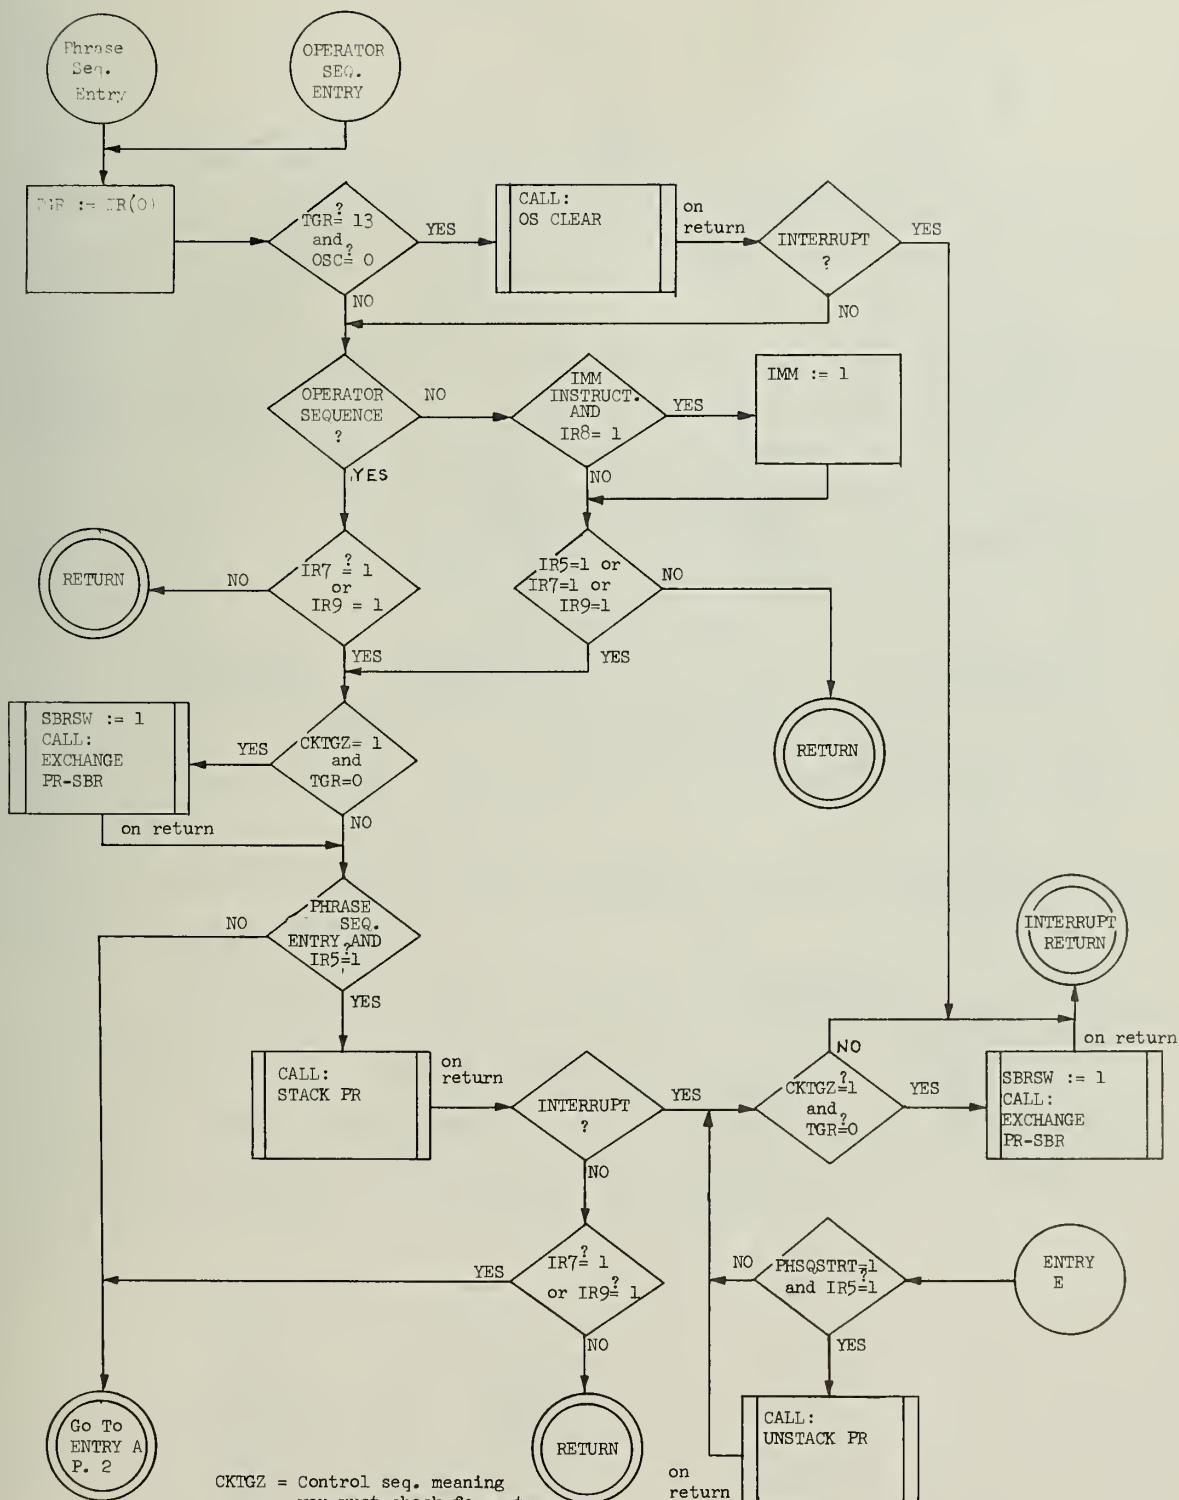 Phrase
Seq.
Entry
OPERATOR
SEQ.
ENTRY
:= IR(0)
?
TGR= 13
and
?
OSC= 0
YES
NO
CALL:
OS CLEAR
on
return
INTERRUPT
?
YES
NO
OPERATOR
SEQUENCE
?
NO
YES
IMM
INSTRUCT.
AND
IR8= 1
YES
NO
IMM := 1
RETURN
NO
IR7 ?= 1
or
IR9 = 1
YES
IR5=1 or
IR7=1 or
IR9=1
NO
YES
RETURN
SBRSW := 1
CALL:
EXCHANGE
PR-SBR
YES
CKTGZ= 1
and
TGR=0
NO
on return
PHRASE
SEQ.
ENTRY AND
?
IR5=1
NO
YES
INTERRUPT
RETURN
CALL:
STACK PR
on
return
INTERRUPT
?
YES
NO
NO
?
CKTGZ=1
and
?
TGR=0
YES
on return
SBRSW := 1
CALL:
EXCHANGE
PR-SBR
?
IR7= 1
?
or IR9= 1
YES
NO
NO
?
PHSQSTRT=1
?
and IR5=1
YES
ENTRY
E
Go To
ENTRY A
P. 2
RETURN
CALL:
UNSTACK PR
on
return
CKTGZ = Control seq. meaning